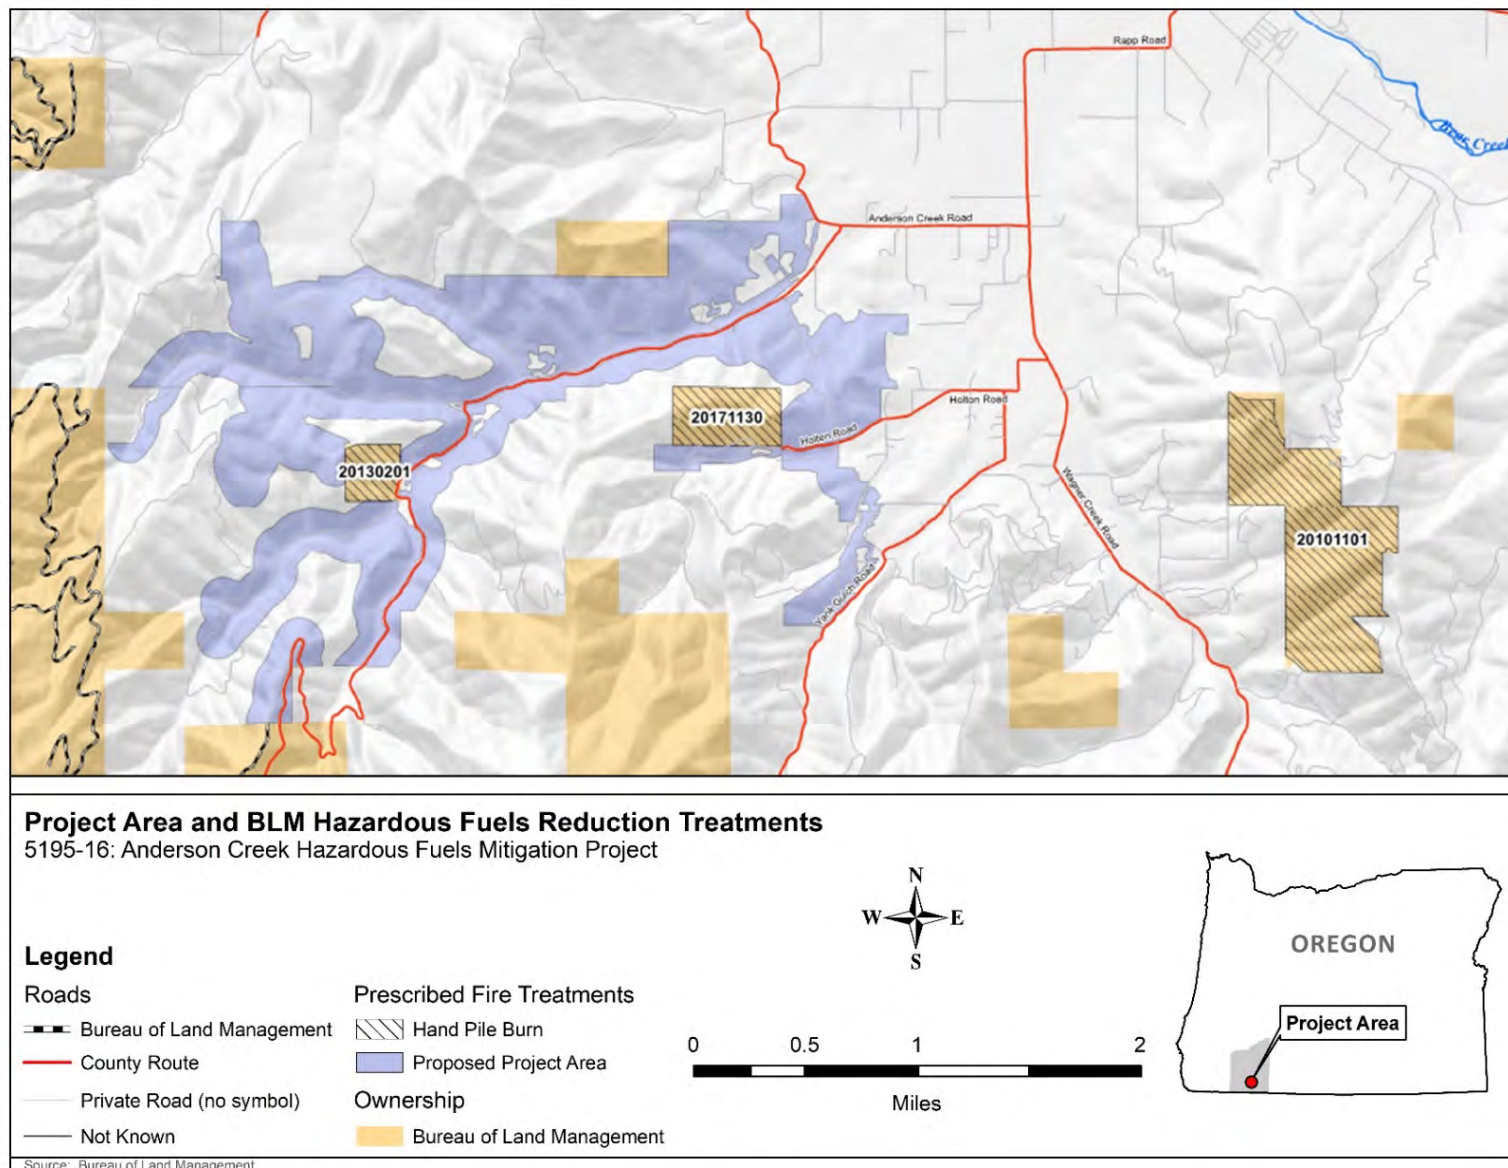 Rapp Road
Bear Creek
Anderson Creek Road
Holton Road
20171130
Holton Road
20130201
Wagner Creek Road
20101101
Yank Gulch Road
Project Area and BLM Hazardous Fuels Reduction Treatments
5195-16: Anderson Creek Hazardous Fuels Mitigation Project
N
W E
S
OREGON
Project Area
Legend
Roads
Bureau of Land Management
County Route
Private Road (no symbol)
Not Known
Prescribed Fire Treatments
Hand Pile Burn
Proposed Project Area
Ownership
Bureau of Land Management
0 0.5 1 2
Miles
Source: Bureau of Land Management